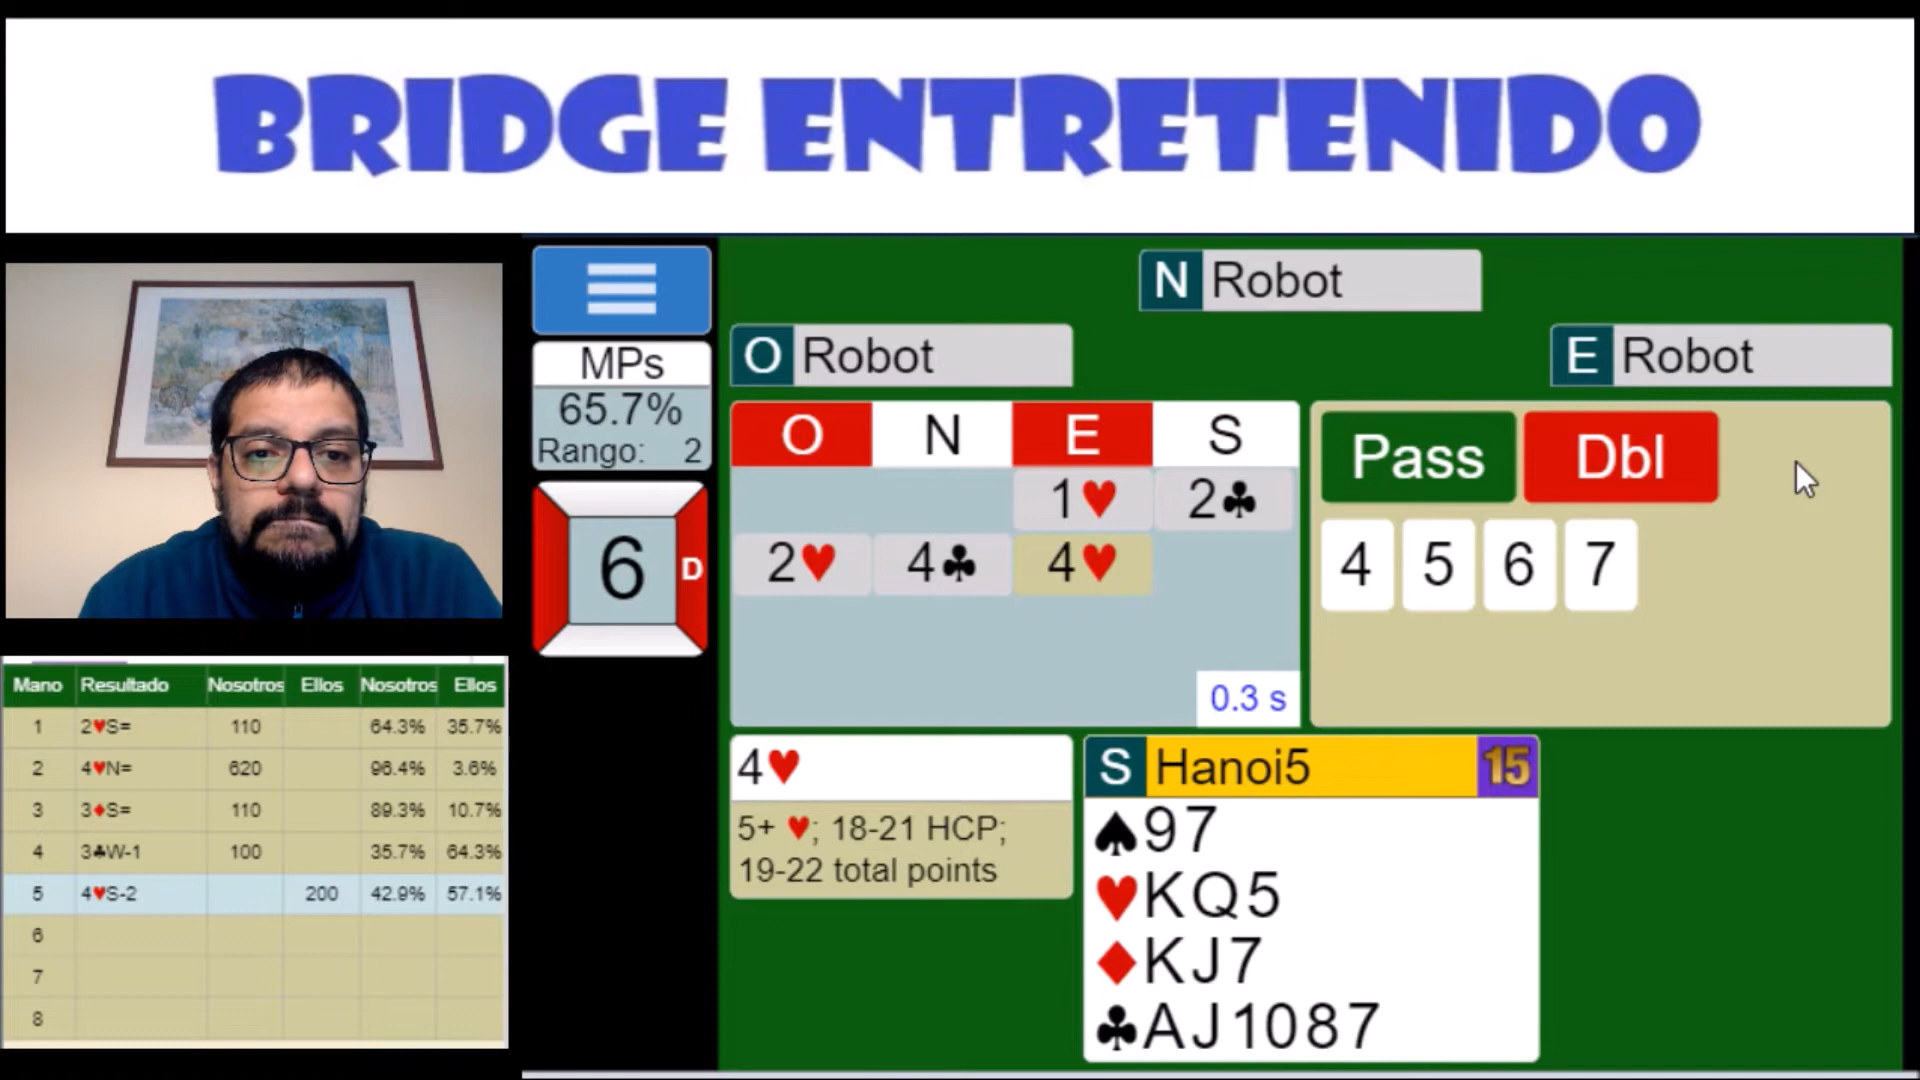 BRIDGE ENTRETENIDO
N Robot
O Robot
E Robot
MPs
65.7%
Rango: 2
6
D
O N E S
1♥ 2♣
2♥ 4♣ 4♥
0.3 s
Pass Dbl
4 5 6 7
4♥
5+ ♥; 18-21 HCP;
19-22 total points
S Hanoi5 15
♠97
♥KQ5
♦KJ7
♣AJ1087
Mano Resultado Nosotros Ellos Nosotros Ellos
1 2♥S= 110 64.3% 35.7%
2 4♥N= 620 96.4% 3.6%
3 3♦S= 110 89.3% 10.7%
4 3♣W-1 100 35.7% 64.3%
5 4♥S-2 200 42.9% 57.1%
6
7
8